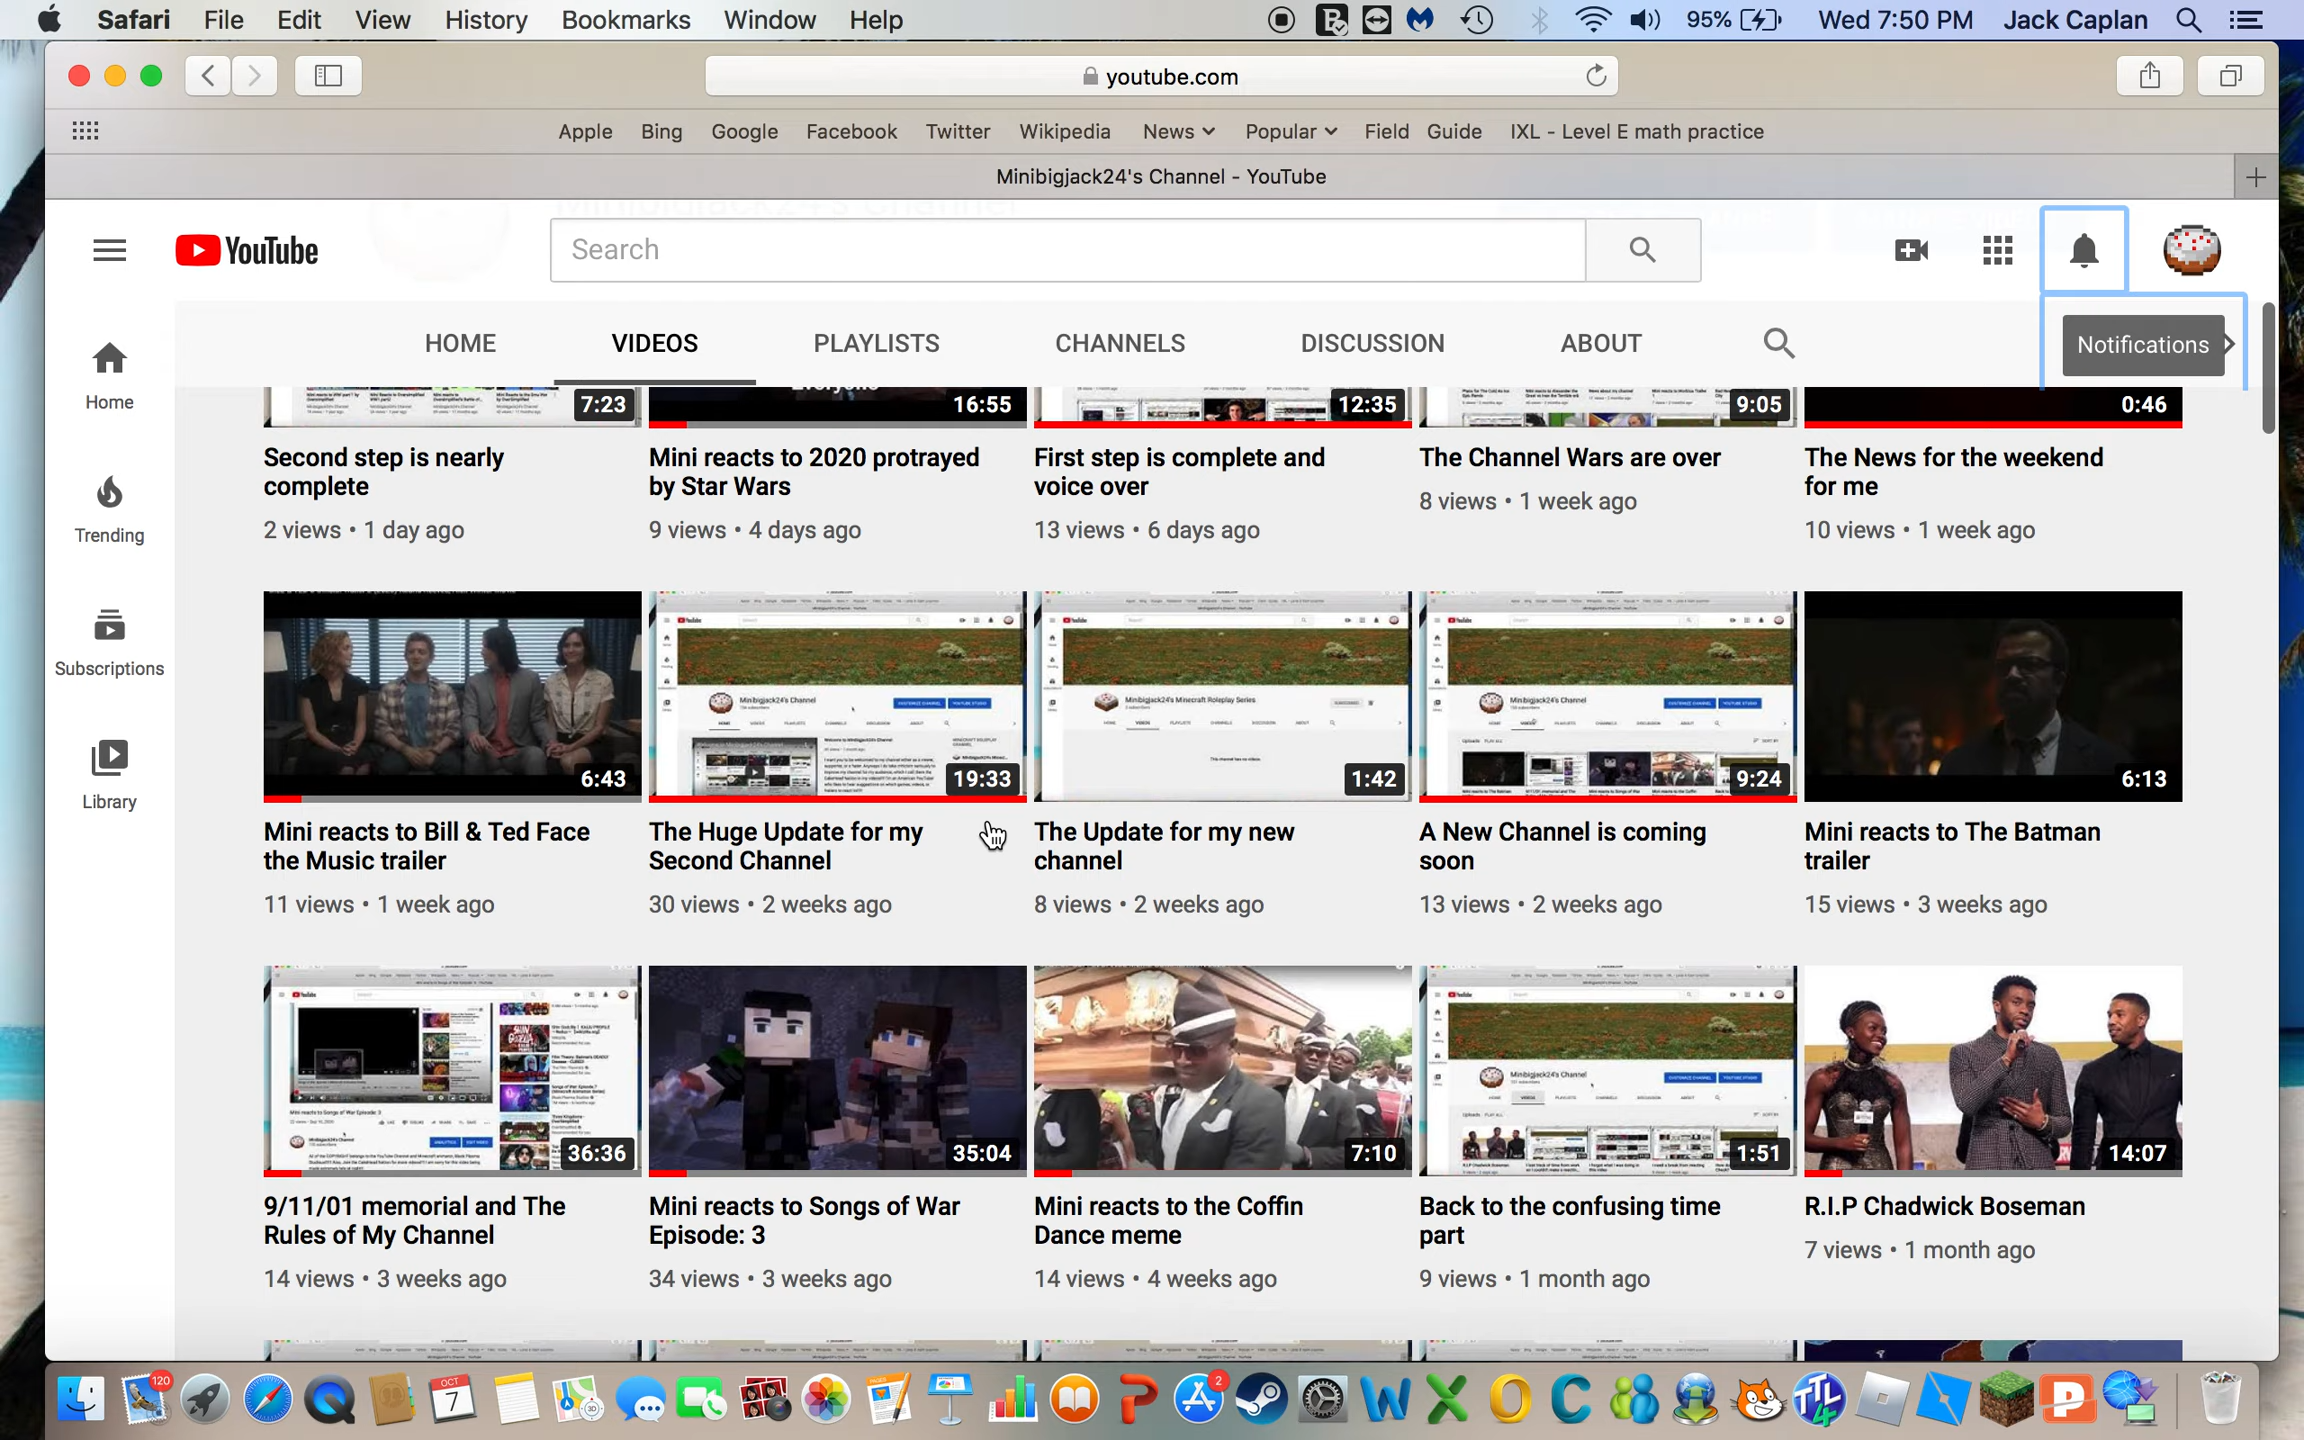 Safari File Edit View History Bookmarks Window Help 95% Wed 7:50 PM Jack Caplan
youtube.com
Apple Bing Google Facebook Twitter Wikipedia News Popular Field Guide IXL - Level E math practice
Minibigjack24's Channel - YouTube
YouTube Search
HOME VIDEOS PLAYLISTS CHANNELS DISCUSSION ABOUT Notifications
Home
Trending
Subscriptions
Library
7:23 16:55 12:35 9:05 0:46
Second step is nearly
complete
2 views • 1 day ago
Mini reacts to 2020 protrayed
by Star Wars
9 views • 4 days ago
First step is complete and
voice over
13 views • 6 days ago
The Channel Wars are over
8 views • 1 week ago
The News for the weekend
for me
10 views • 1 week ago
6:43 19:33 1:42 9:24 6:13
Mini reacts to Bill & Ted Face
the Music trailer
11 views • 1 week ago
The Huge Update for my
Second Channel
30 views • 2 weeks ago
The Update for my new
channel
8 views • 2 weeks ago
A New Channel is coming
soon
13 views • 2 weeks ago
Mini reacts to The Batman
trailer
15 views • 3 weeks ago
36:36 35:04 7:10 1:51 14:07
9/11/01 memorial and The
Rules of My Channel
14 views • 3 weeks ago
Mini reacts to Songs of War
Episode: 3
34 views • 3 weeks ago
Mini reacts to the Coffin
Dance meme
14 views • 4 weeks ago
Back to the confusing time
part
9 views • 1 month ago
R.I.P Chadwick Boseman
7 views • 1 month ago
120 OCT 7 2